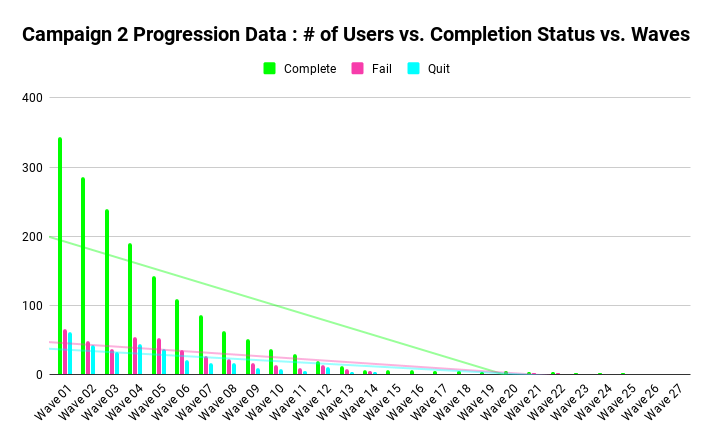 Campaign 2 Progression Data : # of Users vs. Completion Status vs. Waves
Complete Fail Quit
400
300
200
100
0
Wave 01
Wave 02
Wave 03
Wave 04
Wave 05
Wave 06
Wave 07
Wave 08
Wave 09
Wave 10
Wave 11
Wave 12
Wave 13
Wave 14
Wave 15
Wave 16
Wave 17
Wave 18
Wave 19
Wave 20
Wave 21
Wave 22
Wave 23
Wave 24
Wave 25
Wave 26
Wave 27